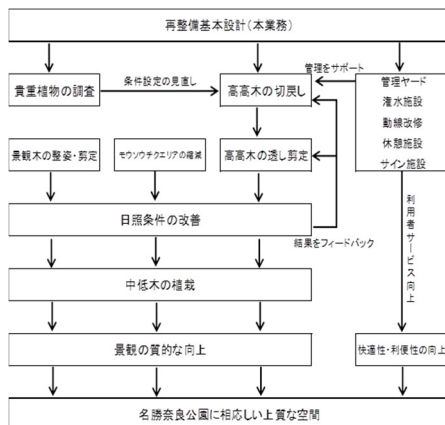 再整備基本設計(本業務)
管理をサポート
貴重植物の調査
条件設定の見直し
高高木の切戻し
管理ヤード
潅水施設
動線改修
休憩施設
サイン施設
景観木の整姿・剪定
モウソウチクエリアの縮減
高高木の透し剪定
日照条件の改善
結果をフィードバック
利用者サービス向上
中低木の植栽
景観の質的な向上
快適性・利便性の向上
名勝奈良公園に相応しい上質な空間